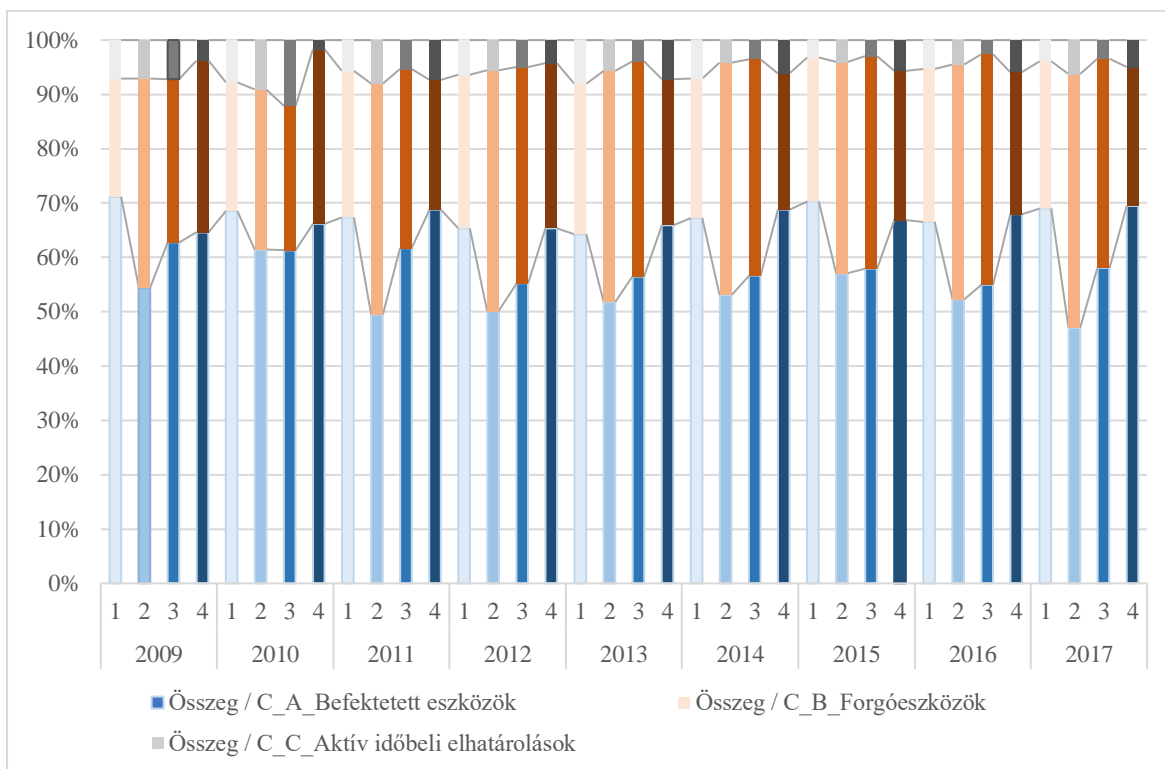 100%
90%
80%
70%
60%
50%
40%
30%
20%
10%
0%
1 2 3 4 1 2 3 4 1 2 3 4 1 2 3 4 1 2 3 4 1 2 3 4 1 2 3 4 1 2 3 4 1 2 3 4
2009 2010 2011 2012 2013 2014 2015 2016 2017
Összeg / C_A_Befektetett eszközök Összeg / C_B_Forgóeszközök
Összeg / C_C_Aktív időbeli elhatárolások